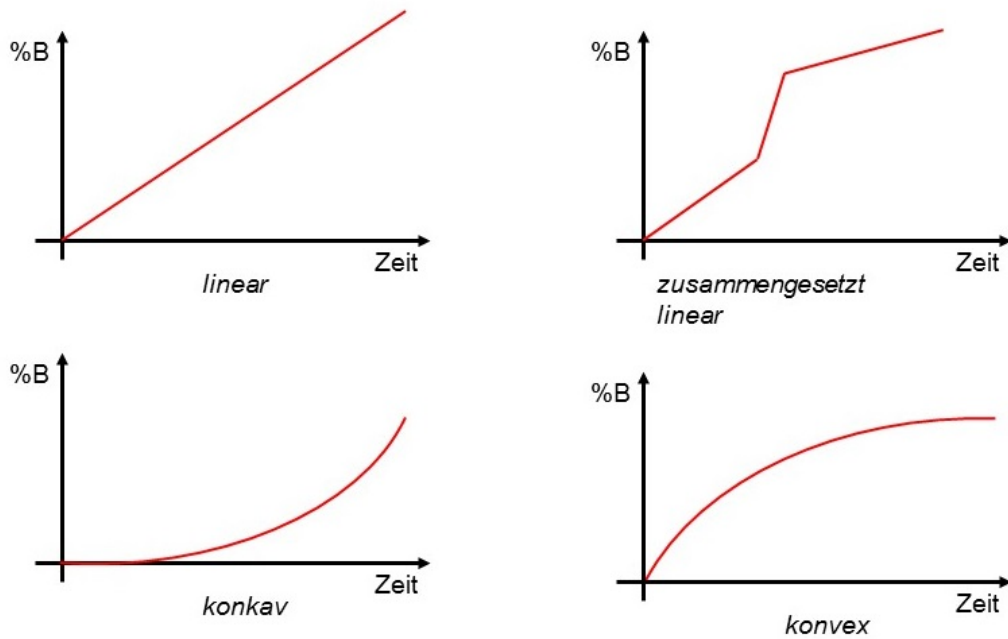 %B
Zeit
linear
%B
Zeit
zusammengesetzt
linear
%B
Zeit
konkav
%B
Zeit
konvex